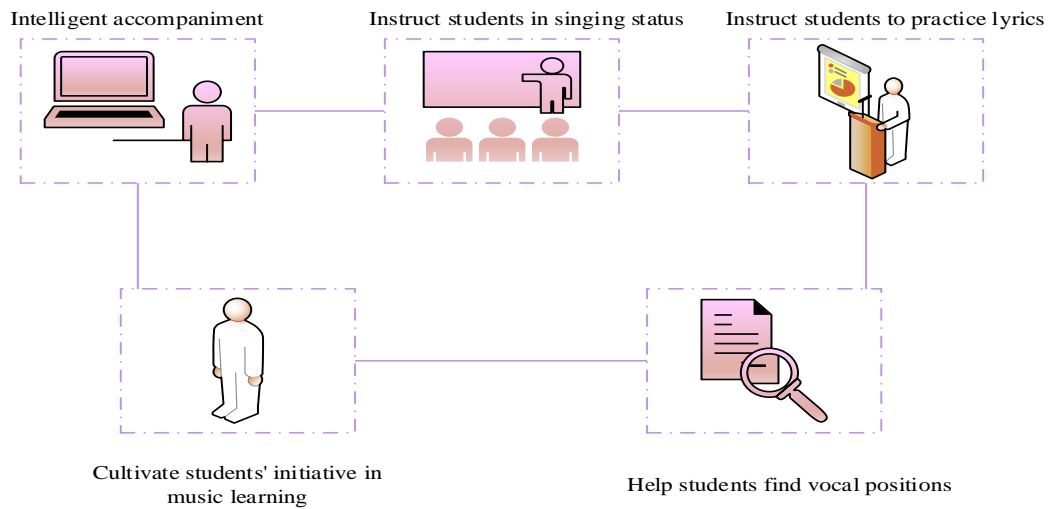 Intelligent accompaniment
Instruct students in singing status
Instruct students to practice lyrics
Cultivate students' initiative in
music learning
Help students find vocal positions